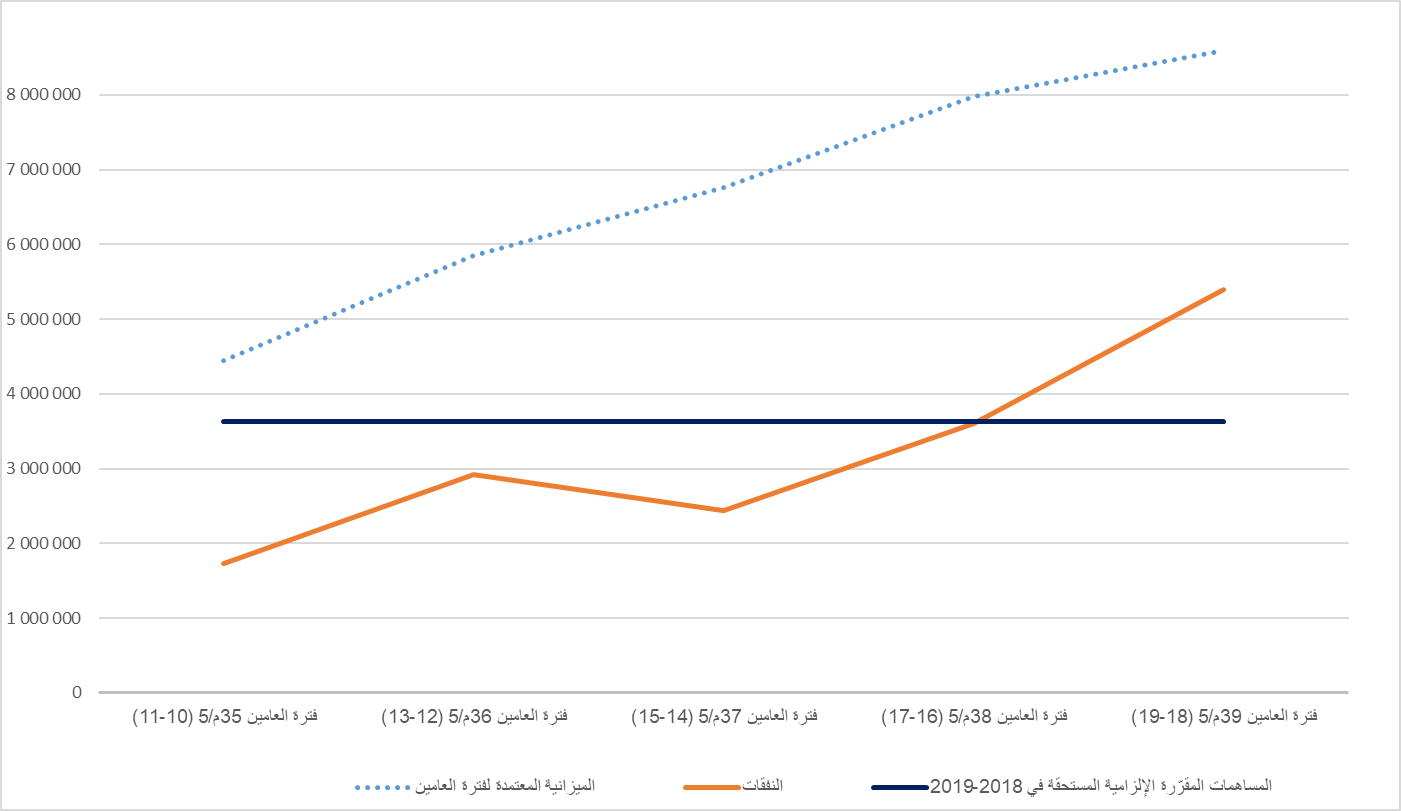 8 000 000
7 000 000
6 000 000
5 000 000
4 000 000
3 000 000
2 000 000
1 000 000
0
فترة العامين 35م/5 (10-11)
فترة العامين 36م/5 (12-13)
فترة العامين 37م/5 (14-15)
فترة العامين 38م/5 (16-17)
فترة العامين 39م/5 (18-19)
الميزانية المعتمدة لفترة العامين
النفقات
المساهمات المقرّرة الإلزامية المستحقة في 2018-2019